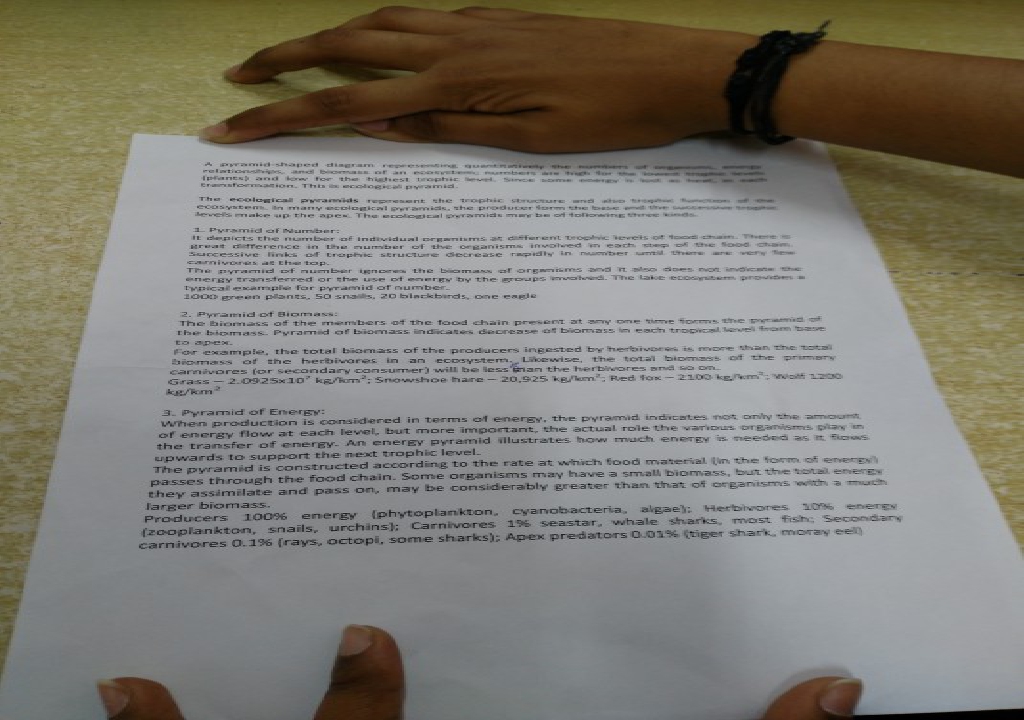 A pyramid-shaped diagram representing quantitatively the numbers of organisms, energy
relationships, and biomass of an ecosystem; numbers are high for the lowest trophic levels
(plants) and low for the highest trophic level. Since some energy is lost as heat, as each
transformation. This is ecological pyramid.
The ecological pyramids represent the trophic structure and also trophic function of the
ecosystem. In many ecological pyramids, the producer form the base and the successive trophic
levels make up the apex. The ecological pyramids may be of following three kinds.
1. Pyramid of Number:
It depicts the number of individual organisms at different trophic levels of food chain. There is
great difference in the number of the organisms involved in each step of the food chain.
Successive links of trophic structure decrease rapidly in number until there are very few
carnivores at the top.
The pyramid of number ignores the biomass of organisms and it also does not indicate the
energy transferred or the use of energy by the groups involved. The lake ecosystem provides a
typical example for pyramid of number.
1000 green plants, 50 snails, 20 blackbirds, one eagle
2. Pyramid of Biomass:
The biomass of the members of the food chain present at any one time forms the pyramid of
the biomass. Pyramid of biomass indicates decrease of biomass in each tropical level from base
to apex.
For example, the total biomass of the producers ingested by herbivores is more than the total
biomass of the herbivores in an ecosystem. Likewise, the total biomass of the primary
carnivores (or secondary consumer) will be less than the herbivores and so on.
Grass – 2.0925x10⁷ kg/km²; Snowshoe hare – 20,925 kg/km²; Red fox – 2100 kg/km²; Wolf 1200
kg/km²
3. Pyramid of Energy:
When production is considered in terms of energy, the pyramid indicates not only the amount
of energy flow at each level, but more important, the actual role the various organisms play in
the transfer of energy. An energy pyramid illustrates how much energy is needed as it flows
upwards to support the next trophic level.
The pyramid is constructed according to the rate at which food material (in the form of energy)
passes through the food chain. Some organisms may have a small biomass, but the total energy
they assimilate and pass on, may be considerably greater than that of organisms with a much
larger biomass.
Producers 100% energy (phytoplankton, cyanobacteria, algae); Herbivores 10% energy
(zooplankton, snails, urchins); Carnivores 1% seastar, whale sharks, most fish; Secondary
carnivores 0.1% (rays, octopi, some sharks); Apex predators 0.01% (tiger shark, moray eel)